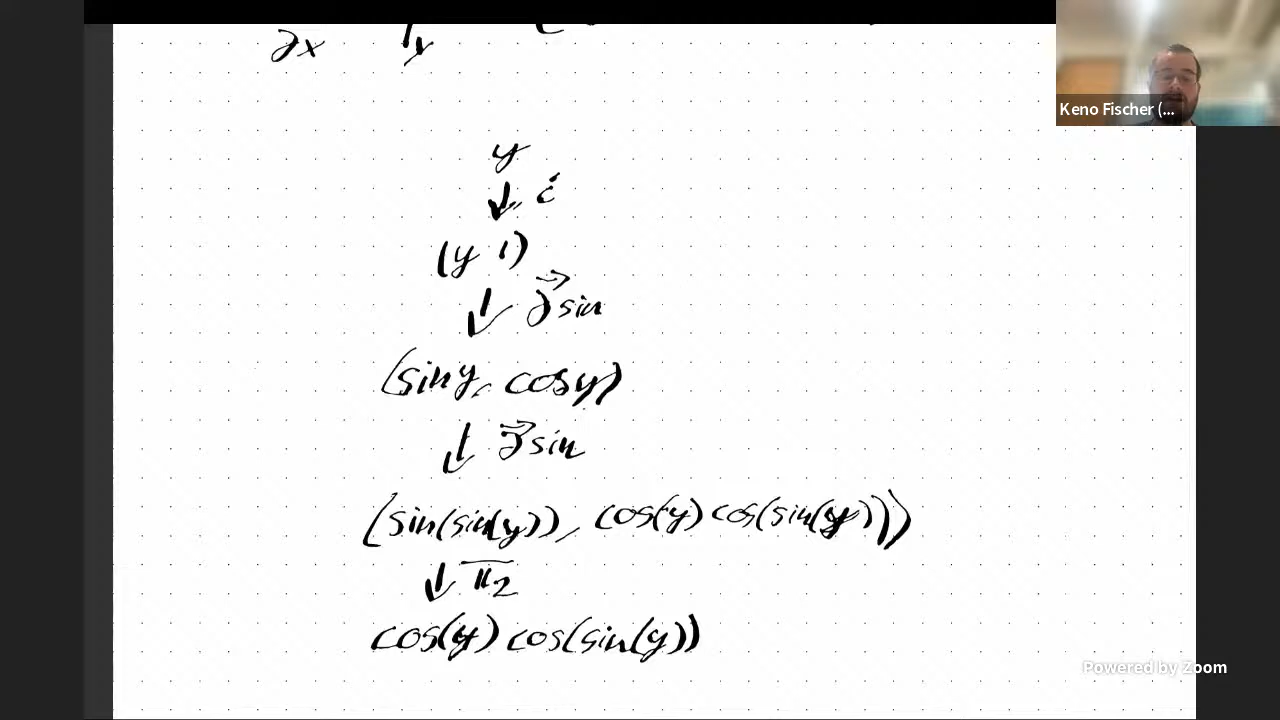 ∂x |y
Keno Fischer (...
y
↓ i
(y 1)
↓ ∂⃗ sin
(sin y, cos y)
↓ ∂⃗ sin
(sin(sin(y)), cos(y) cos(sin(y)))
↓ π₂
cos(y) cos(sin(y))
Powered by Zoom